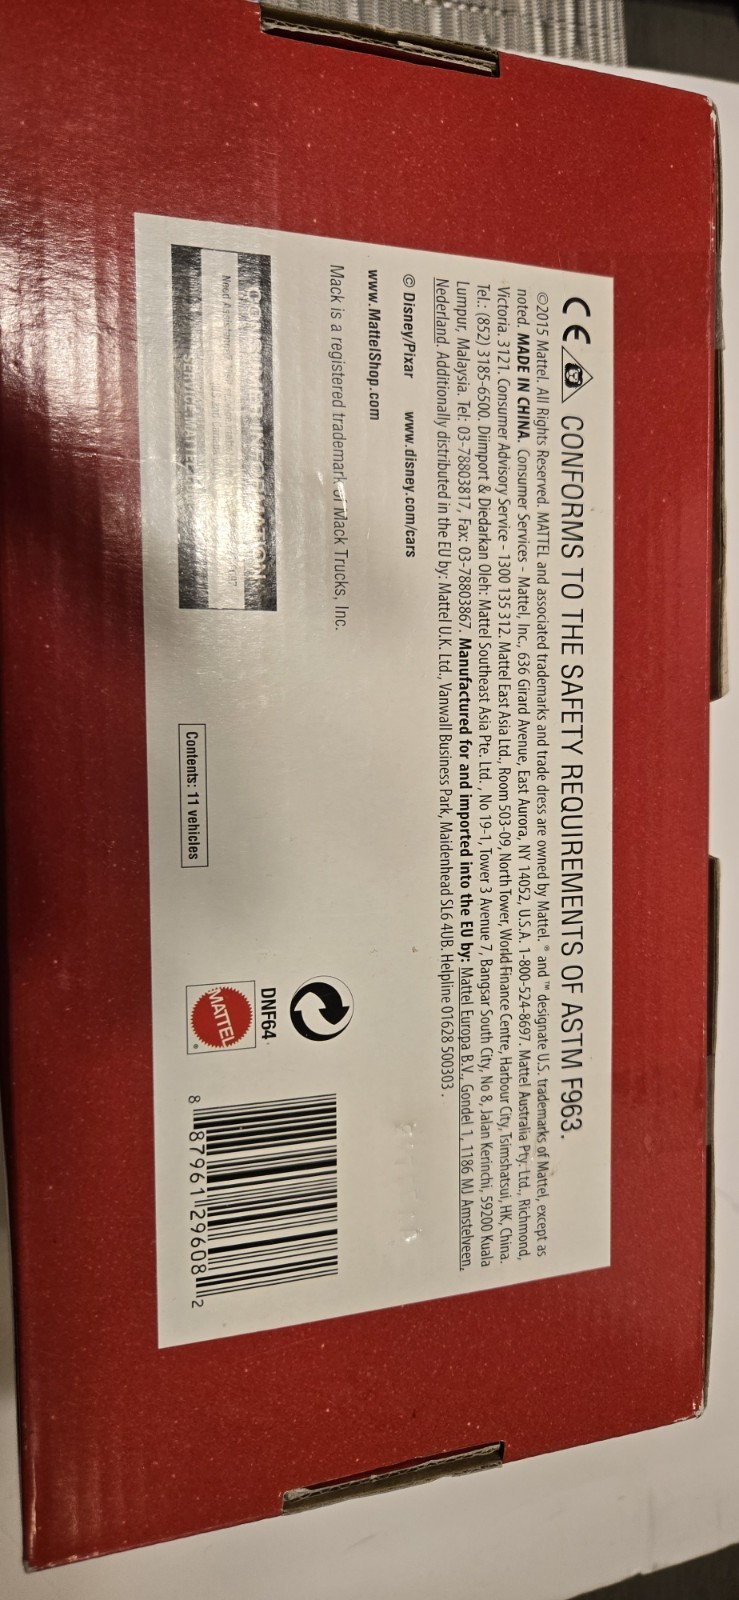 CE CONFORMS TO THE SAFETY REQUIREMENTS OF ASTM F963.
©2015 Mattel. All Rights Reserved. MATTEL and associated trademarks and trade dress are owned by Mattel. ® and ™ designate U.S. trademarks of Mattel, except as
noted. MADE IN CHINA. Consumer Services - Mattel, Inc., 636 Girard Avenue, East Aurora, NY 14052, U.S.A. 1-800-524-8697. Mattel Australia Pty. Ltd., Richmond,
Victoria. 3121. Consumer Advisory Service - 1300 135 312. Mattel East Asia Ltd., Room 503-09, North Tower, World Finance Centre, Harbour City, Tsimshatsui, HK, China.
Tel.: (852) 3185-6500. Diimport & Diedarkan Oleh: Mattel Southeast Asia Pte. Ltd., No 19-1, Tower 3 Avenue 7, Bangsar South City, No 8, Jalan Kerinchi, 59200 Kuala
Lumpur, Malaysia. Tel: 03-78803817, Fax: 03-78803867. Manufactured for and imported into the EU by: Mattel Europa B.V., Gondel 1, 1186 MJ Amstelveen,
Nederland. Additionally distributed in the EU by: Mattel U.K. Ltd., Vanwall Business Park, Maidenhead SL6 4UB. Helpline 01628 500303.
© Disney/Pixar www.disney.com/cars
www.MattelShop.com
Mack is a registered trademark of Mack Trucks, Inc.
CONSUMER INFORMATION
Need
SERVICE.MATTEL
Contents: 11 vehicles
DNF64
MATTEL®
8 87961 29608 2